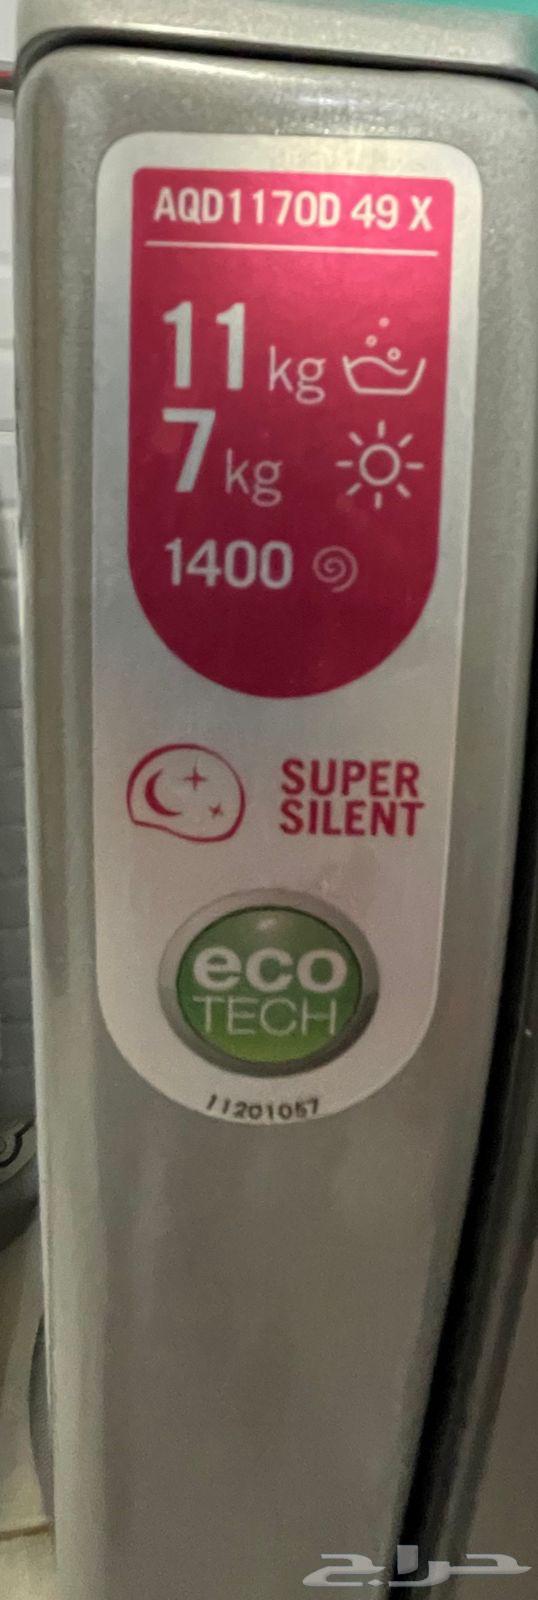 AQD1170D 49 X
11 kg
7 kg
1400
SUPER
SILENT
eco
TECH
11201057
حراج